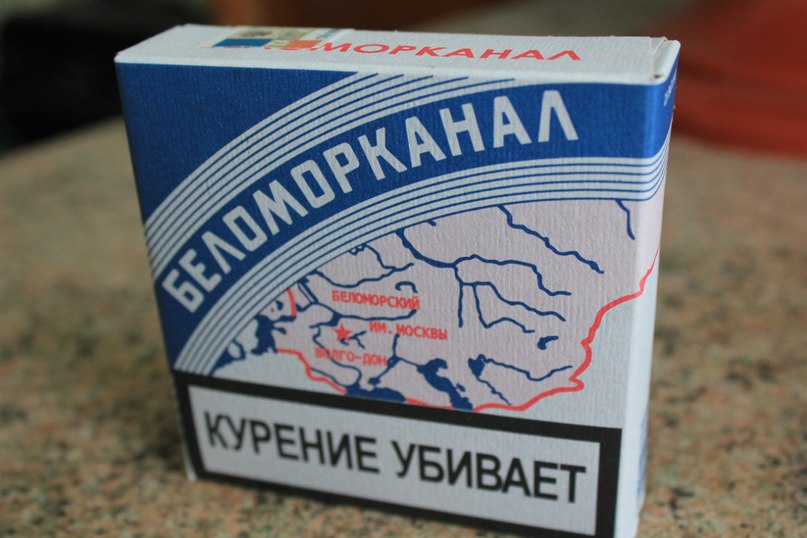 МОРКАНАЛ
БЕЛОМОРКАНАЛ
БЕЛОМОРСКИЙ
ИМ. МОСКВЫ
ВОЛГО-ДОН
КУРЕНИЕ УБИВАЕТ